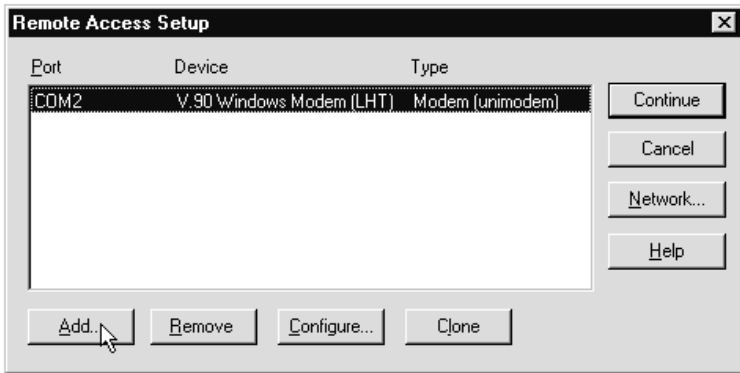 Remote Access Setup
Port Device Type
COM2 V.90 Windows Modem (LHT) Modem (unimodem)
Continue
Cancel
Network...
Help
Add... Remove Configure... Clone